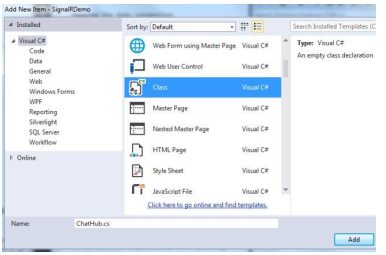 Add New Item - SignalRDemo
Installed
Sort by: Default
Search Installed Templates (C
Visual C#
Code
Data
General
Web
Windows Forms
WPF
Reporting
Silverlight
SQL Server
Workflow
Online
Web Form using Master Page Visual C#
Web User Control Visual C#
Class Visual C#
Master Page Visual C#
Nested Master Page Visual C#
HTML Page Visual C#
Style Sheet Visual C#
JavaScript File Visual C#
Click here to go online and find templates.
Type: Visual C#
An empty class declaration
Name: ChatHub.cs
Add